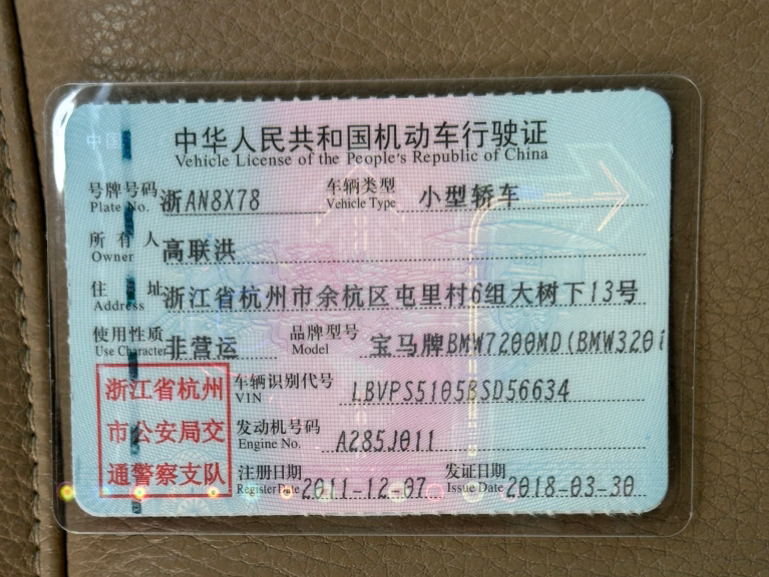 中华人民共和国机动车行驶证
Vehicle License of the People's Republic of China
号牌号码 Plate No. 浙AN8X78 车辆类型 Vehicle Type 小型轿车
所有人 Owner 高联洪
住址 Address 浙江省杭州市余杭区屯里村6组大树下13号
使用性质 Use Character 非营运 品牌型号 Model 宝马牌BMW7200MD(BMW320i
车辆识别代号 VIN LBVPS5105BSD56634
发动机号码 Engine No. A285J011
注册日期 Register Date 2011-12-07 发证日期 Issue Date 2018-03-30
浙江省杭州
市公安局交
通警察支队